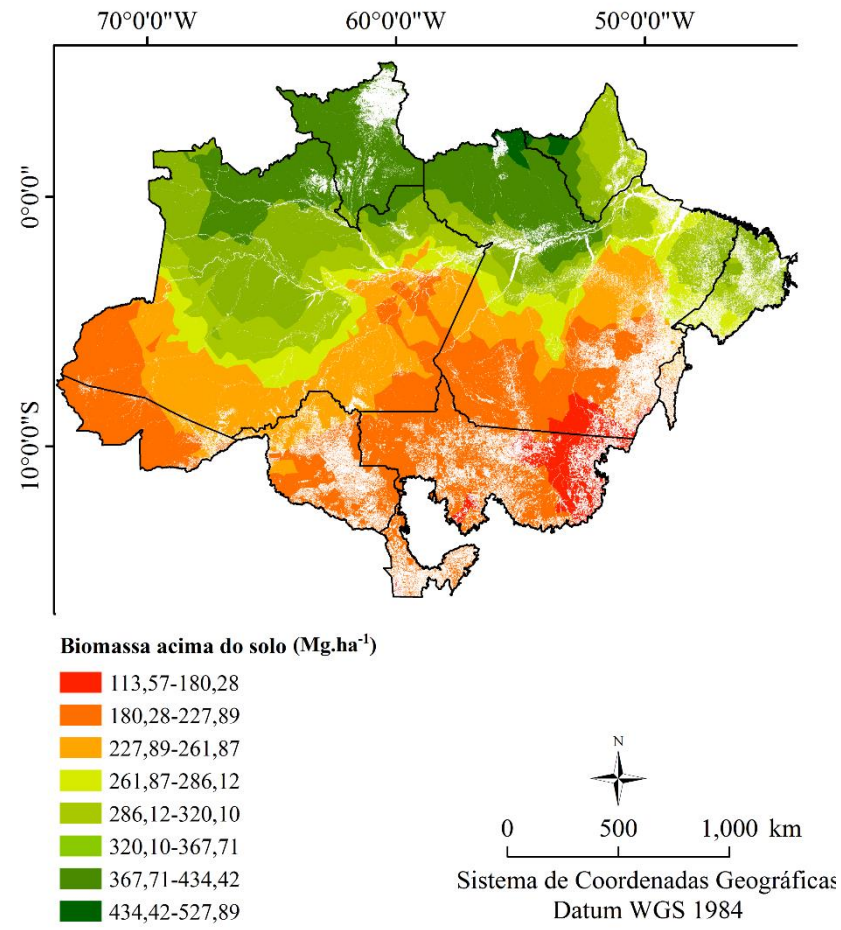 70°0'0"W 60°0'0"W 50°0'0"W
0°0'0"
10°0'0"S
Biomassa acima do solo (Mg.ha⁻¹)
113,57-180,28
180,28-227,89
227,89-261,87
261,87-286,12
286,12-320,10
320,10-367,71
367,71-434,42
434,42-527,89
N
0 500 1,000 km
Sistema de Coordenadas Geográficas
Datum WGS 1984